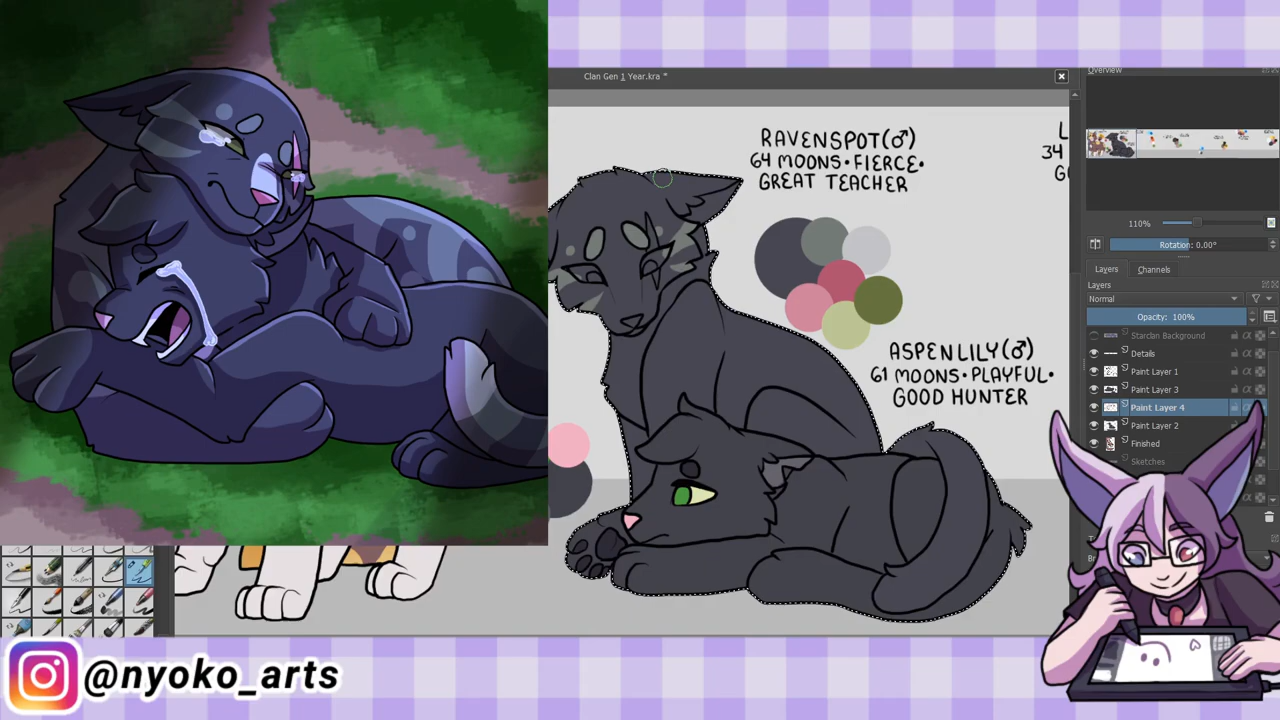 Clan Gen 1 Year.kra *
Overview
RAVENSPOT(♂)
64 MOONS•FIERCE•
GREAT TEACHER
L
34
G
110%
Rotation: 0.00°
Layers
Channels
Layers
Normal
Opacity: 100%
Starclan Background
Details
Paint Layer 1
Paint Layer 3
Paint Layer 4
Paint Layer 2
Finished
Sketches
ASPENLILY(♂)
61 MOONS•PLAYFUL•
GOOD HUNTER
@nyoko_arts